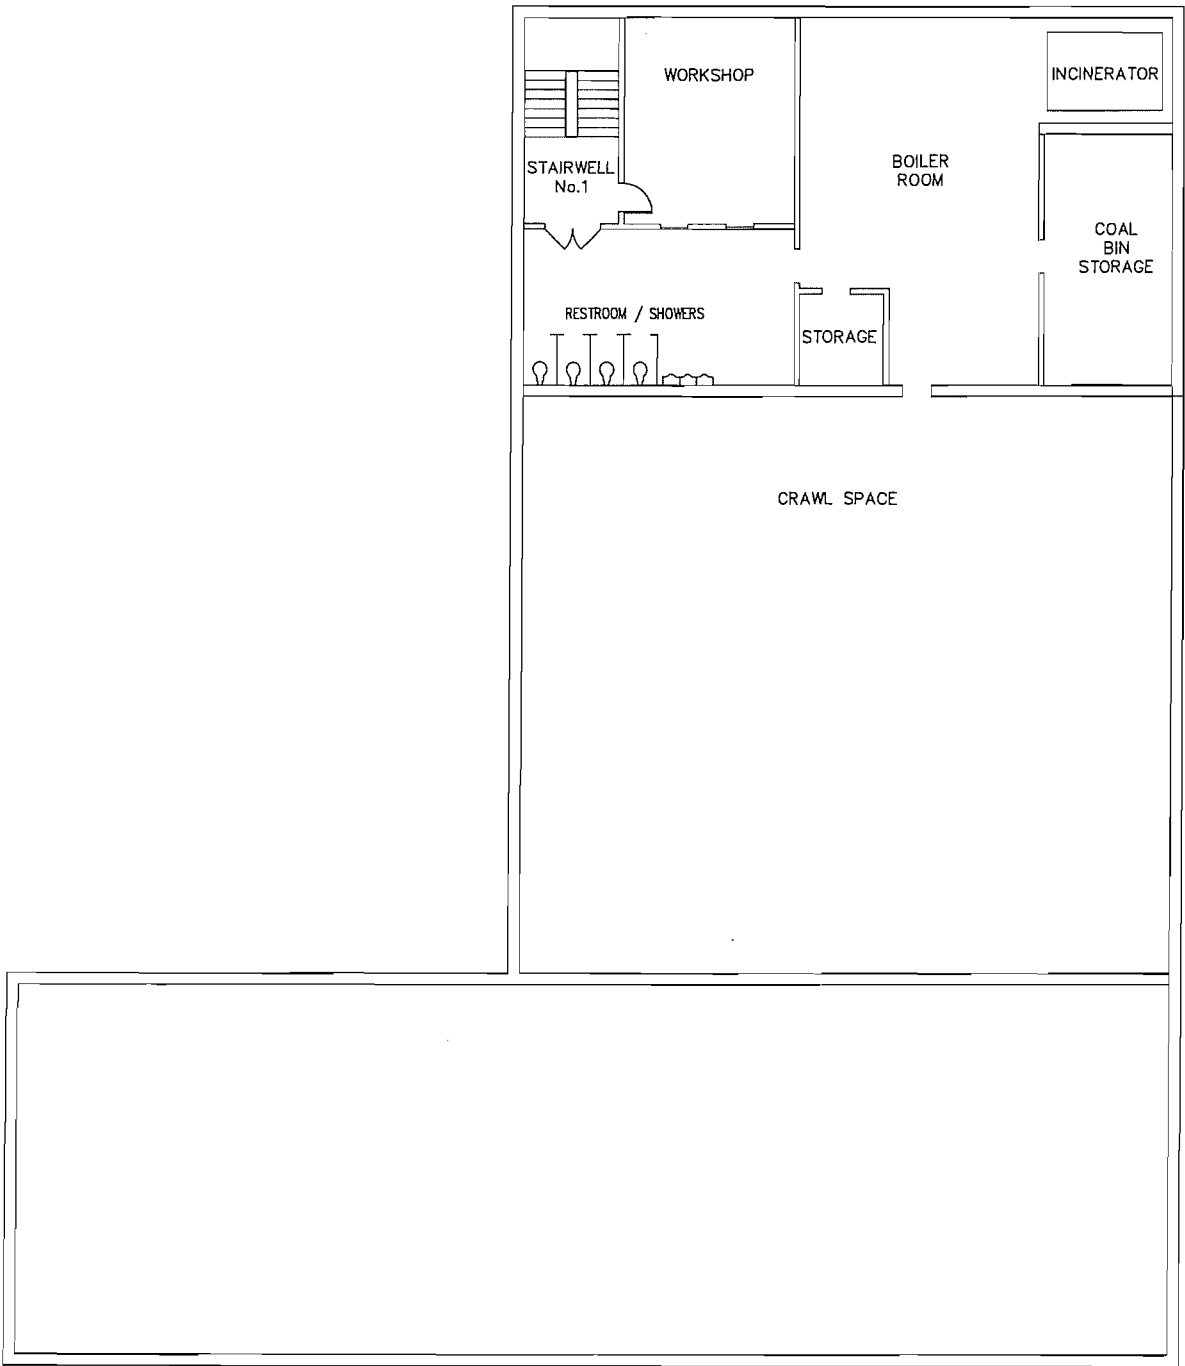 WORKSHOP
INCINERATOR
STAIRWELL
No.1
BOILER
ROOM
COAL
BIN
STORAGE
RESTROOM / SHOWERS
STORAGE
CRAWL SPACE